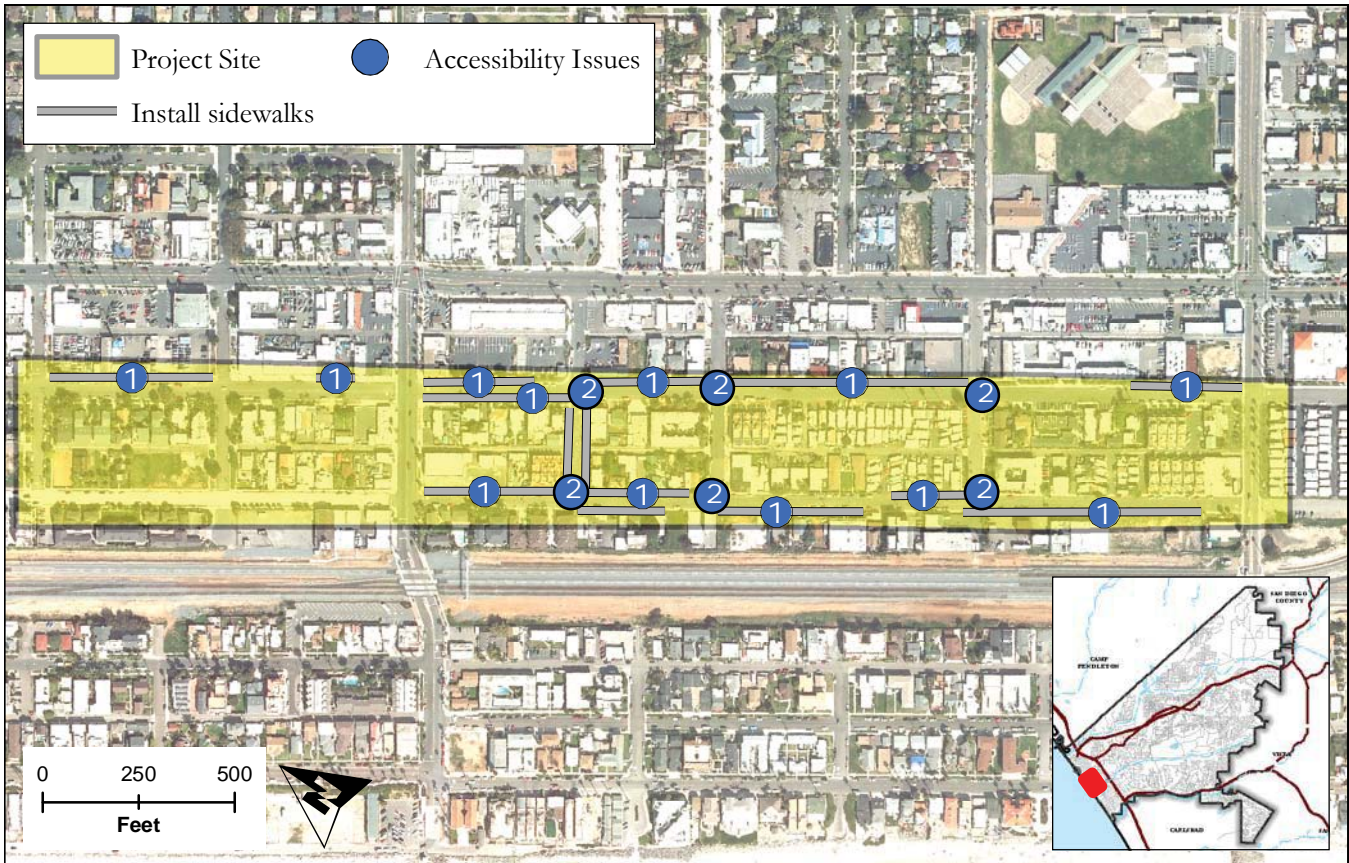 Project Site
Accessibility Issues
Install sidewalks
1
1
1
1
1
1
1
2
2
2
1
1
1
1
1
2
2
2
0 250 500
Feet
N
SAN DIEGO
COUNTY
CAMP
PENDLETON
VISTA
CARLSBAD